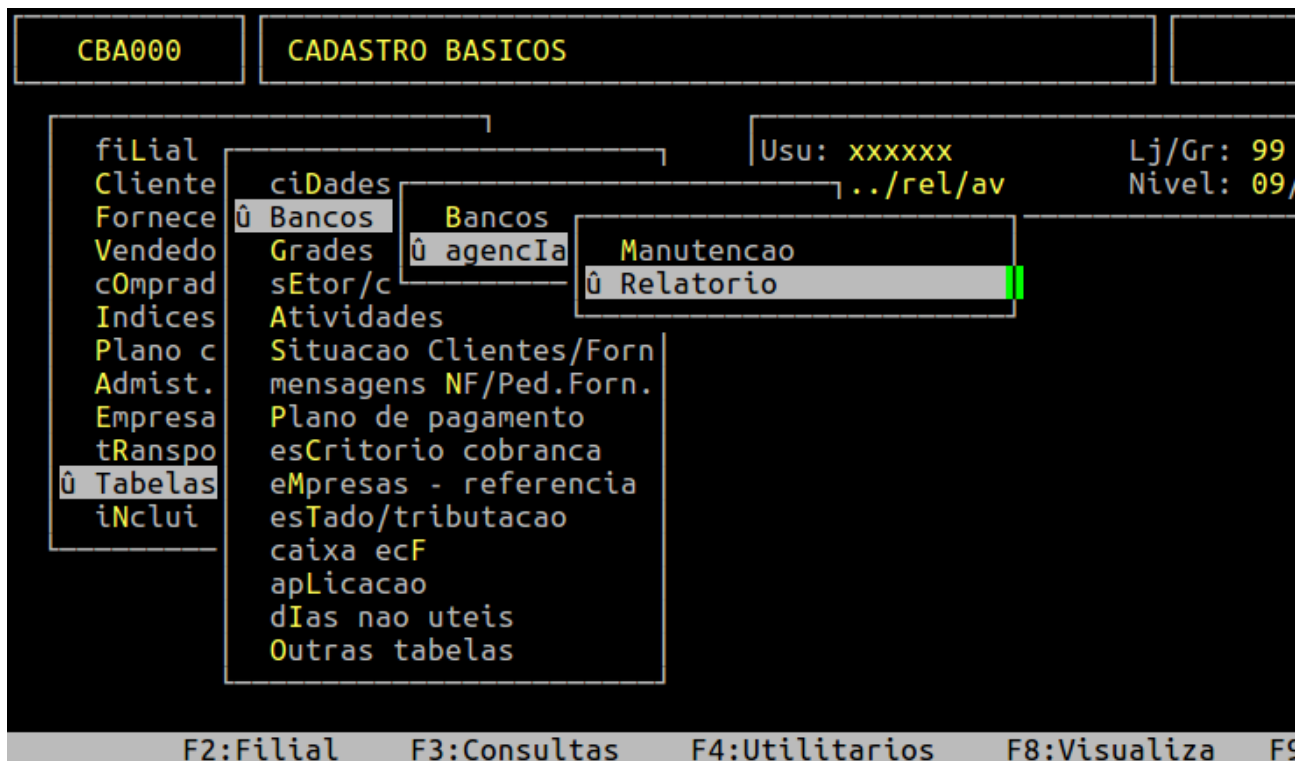 CBA000 CADASTRO BASICOS
fiLial Usu: xxxxxx Lj/Gr: 99
Cliente ciDades ../rel/av Nivel: 09/
Fornece û Bancos Bancos
Vendedo Grades û agencIa Manutencao
cOmprad sEtor/c û Relatorio
Indices Atividades
Plano c Situacao Clientes/Forn
Admist. mensagens NF/Ped.Forn.
Empresa Plano de pagamento
tRanspo esCritorio cobranca
û Tabelas eMpresas - referencia
iNclui esTado/tributacao
caixa ecF
apLicacao
dIas nao uteis
Outras tabelas
F2:Filial F3:Consultas F4:Utilitarios F8:Visualiza F9